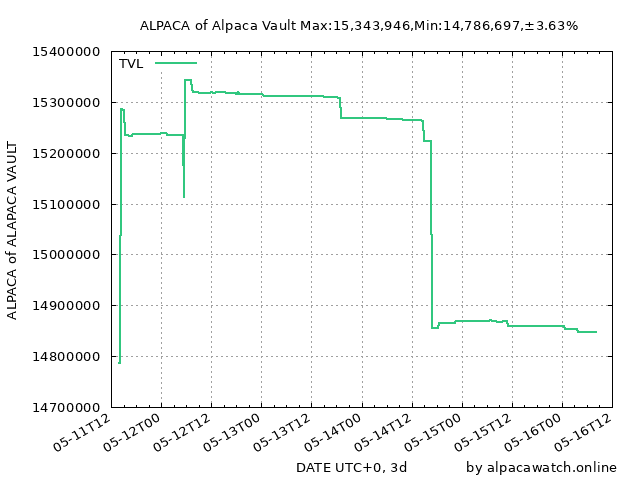 ALPACA of Alpaca Vault Max:15,343,946,Min:14,786,697,±3.63%
TVL
ALPACA of ALAPACA VAULT
15400000
15300000
15200000
15100000
15000000
14900000
14800000
14700000
05-11T12
05-12T00
05-12T12
05-13T00
05-13T12
05-14T00
05-14T12
05-15T00
05-15T12
05-16T00
05-16T12
DATE UTC+0, 3d
by alpacawatch.online